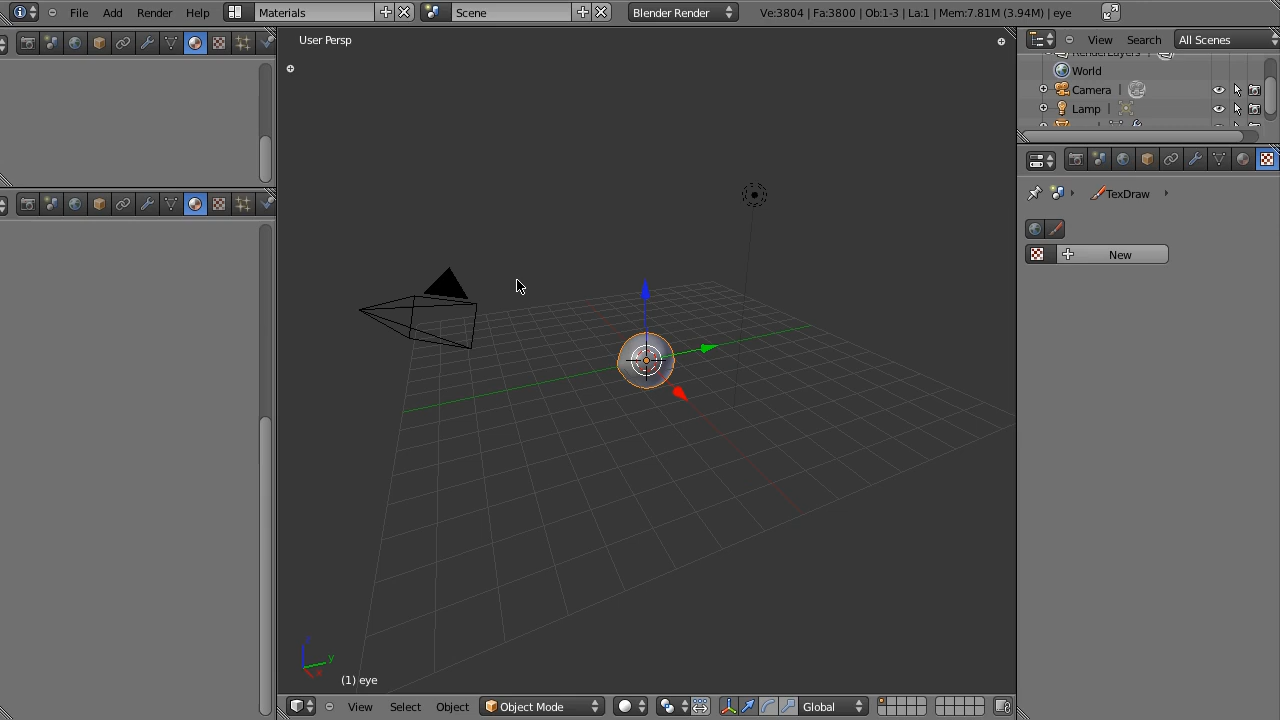 File Add Render Help Materials Scene Blender Render Ve:3804 | Fa:3800 | Ob:1-3 | La:1 | Mem:7.81M (3.94M) | eye
User Persp
View Search All Scenes
RenderLayers |
World
Camera |
Lamp |
TexDraw
New
z
y
x
(1) eye
View Select Object Object Mode Global